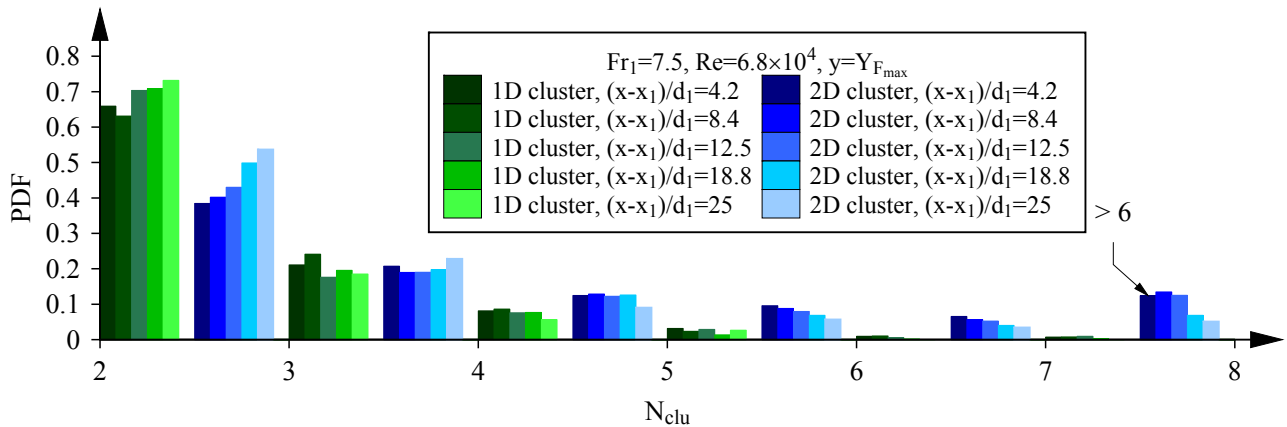 Fr₁=7.5, Re=6.8×10⁴, y=Y_Fmax
1D cluster, (x-x₁)/d₁=4.2
1D cluster, (x-x₁)/d₁=8.4
1D cluster, (x-x₁)/d₁=12.5
1D cluster, (x-x₁)/d₁=18.8
1D cluster, (x-x₁)/d₁=25
2D cluster, (x-x₁)/d₁=4.2
2D cluster, (x-x₁)/d₁=8.4
2D cluster, (x-x₁)/d₁=12.5
2D cluster, (x-x₁)/d₁=18.8
2D cluster, (x-x₁)/d₁=25
> 6
PDF
0.8
0.7
0.6
0.5
0.4
0.3
0.2
0.1
0
2 3 4 5 6 7 8
N_clu